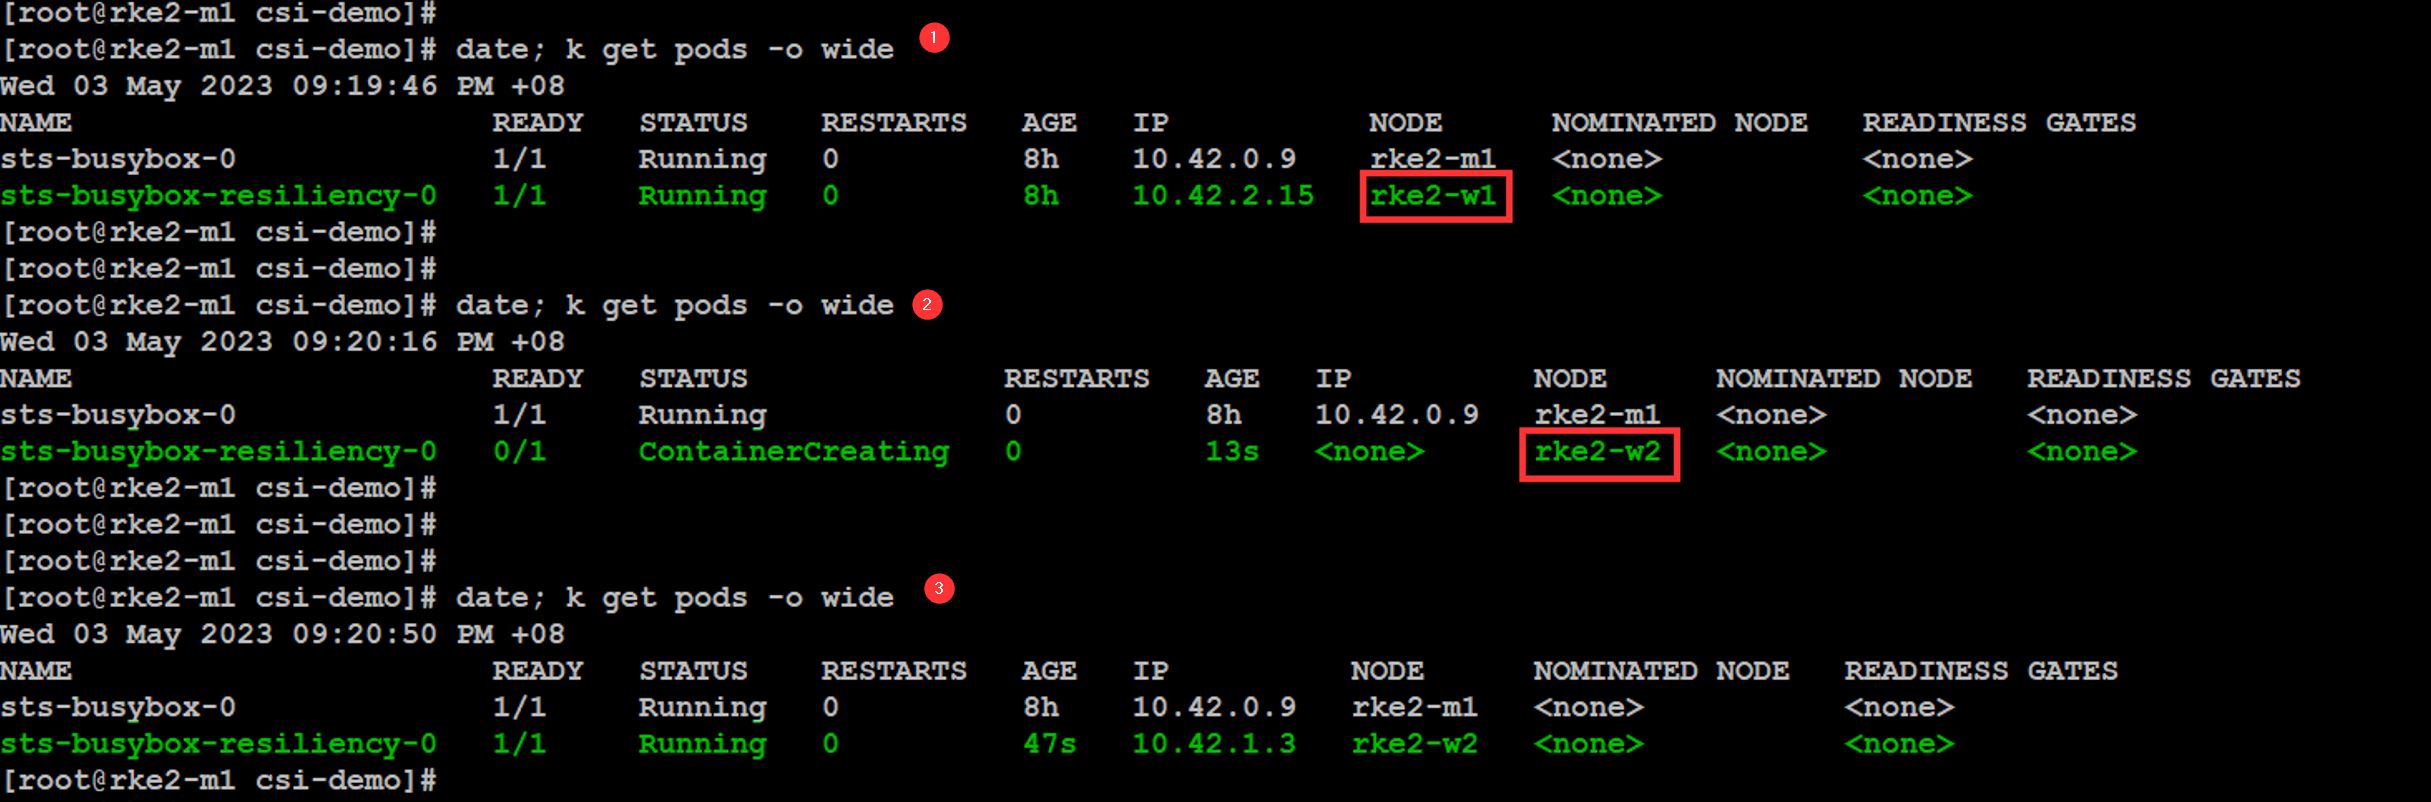 [root@rke2-m1 csi-demo]#
[root@rke2-m1 csi-demo]# date; k get pods -o wide 1
Wed 03 May 2023 09:19:46 PM +08
NAME READY STATUS RESTARTS AGE IP NODE NOMINATED NODE READINESS GATES
sts-busybox-0 1/1 Running 0 8h 10.42.0.9 rke2-m1 <none> <none>
sts-busybox-resiliency-0 1/1 Running 0 8h 10.42.2.15 rke2-w1 <none> <none>
[root@rke2-m1 csi-demo]#
[root@rke2-m1 csi-demo]#
[root@rke2-m1 csi-demo]# date; k get pods -o wide 2
Wed 03 May 2023 09:20:16 PM +08
NAME READY STATUS RESTARTS AGE IP NODE NOMINATED NODE READINESS GATES
sts-busybox-0 1/1 Running 0 8h 10.42.0.9 rke2-m1 <none> <none>
sts-busybox-resiliency-0 0/1 ContainerCreating 0 13s <none> rke2-w2 <none> <none>
[root@rke2-m1 csi-demo]#
[root@rke2-m1 csi-demo]#
[root@rke2-m1 csi-demo]#
[root@rke2-m1 csi-demo]# date; k get pods -o wide 3
Wed 03 May 2023 09:20:50 PM +08
NAME READY STATUS RESTARTS AGE IP NODE NOMINATED NODE READINESS GATES
sts-busybox-0 1/1 Running 0 8h 10.42.0.9 rke2-m1 <none> <none>
sts-busybox-resiliency-0 1/1 Running 0 47s 10.42.1.3 rke2-w2 <none> <none>
[root@rke2-m1 csi-demo]#